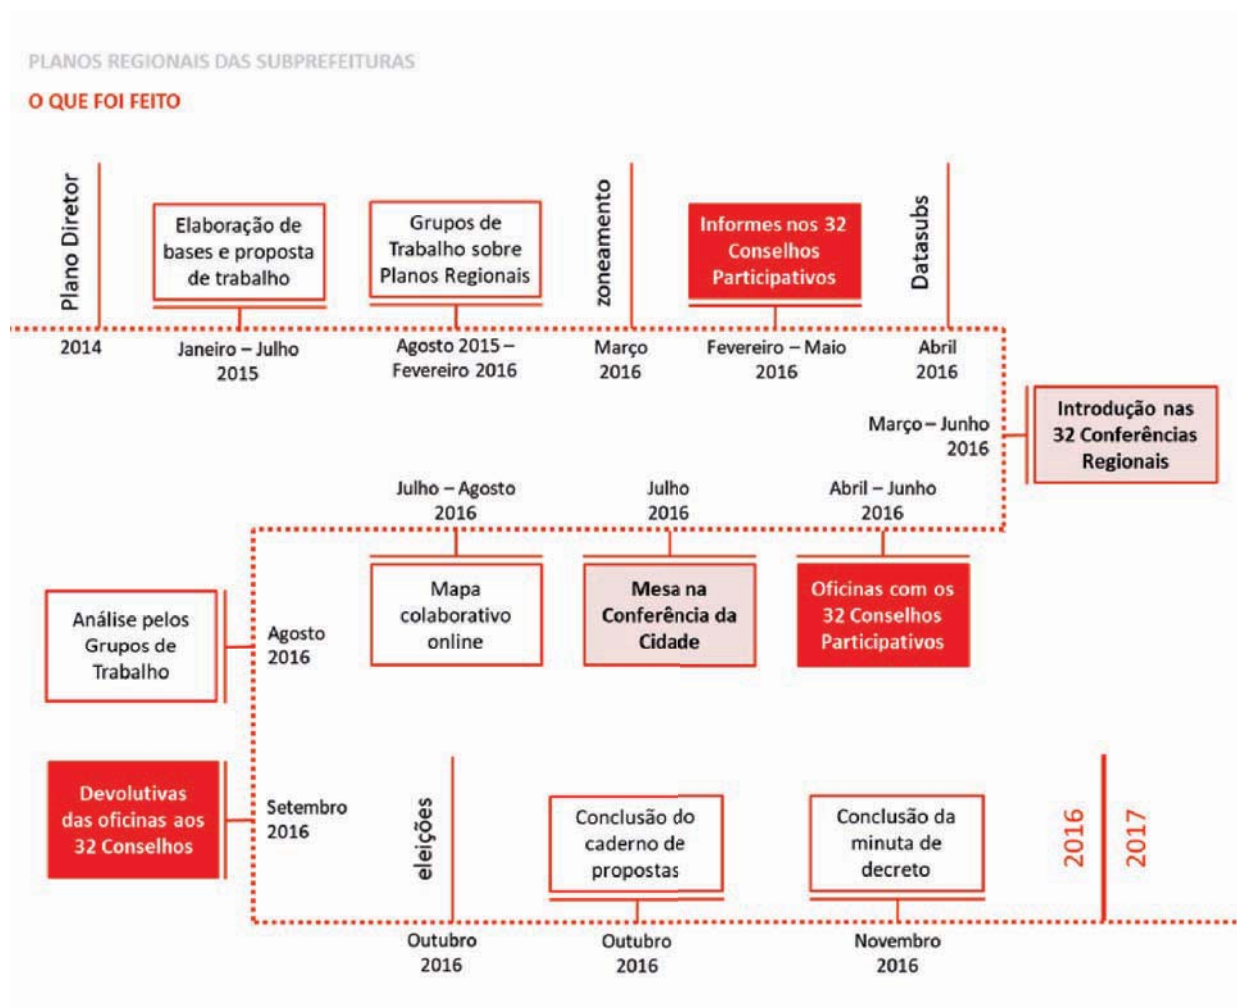 PLANOS REGIONAIS DAS SUBPREFEITURAS
O QUE FOI FEITO
Plano Diretor
2014
Elaboração de
bases e proposta
de trabalho
Janeiro – Julho
2015
Grupos de
Trabalho sobre
Planos Regionais
Agosto 2015 –
Fevereiro 2016
zoneamento
Março
2016
Informes nos 32
Conselhos
Participativos
Fevereiro – Maio
2016
Datasubs
Abril
2016
Março – Junho
2016
Introdução nas
32 Conferências
Regionais
Abril – Junho
2016
Oficinas com os
32 Conselhos
Participativos
Julho
2016
Mesa na
Conferência da
Cidade
Julho – Agosto
2016
Mapa
colaborativo
online
Análise pelos
Grupos de
Trabalho
Agosto
2016
Devolutivas
das oficinas aos
32 Conselhos
Setembro
2016
eleições
Outubro
2016
Conclusão do
caderno de
propostas
Outubro
2016
Conclusão da
minuta de
decreto
Novembro
2016
2016
2017